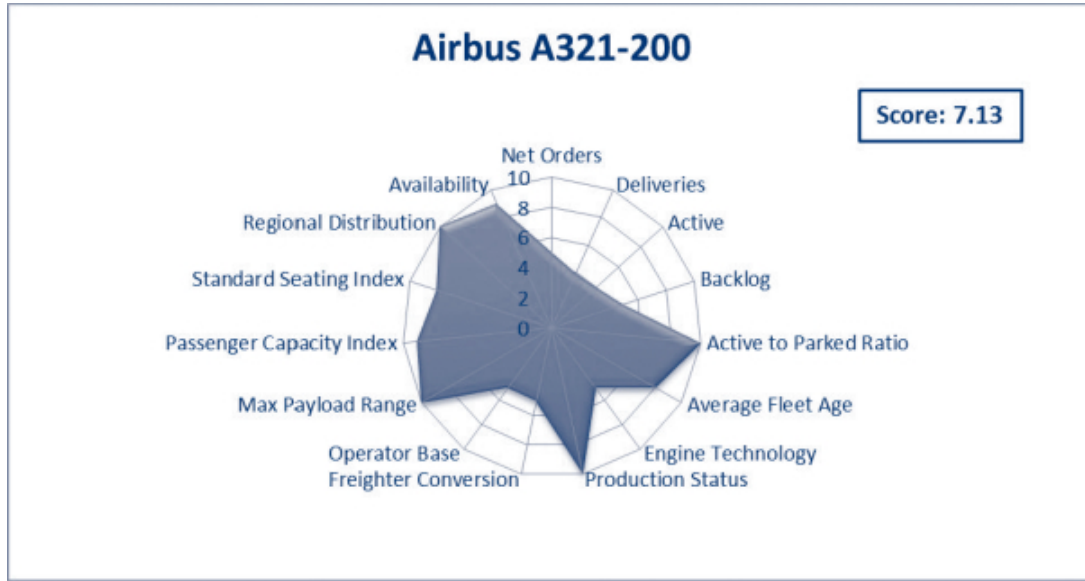 Airbus A321-200
Score: 7.13
Net Orders
10
Availability
Deliveries
8
Regional Distribution
Active
6
4
Standard Seating Index
Backlog
2
0
Passenger Capacity Index
Active to Parked Ratio
Max Payload Range
Average Fleet Age
Operator Base
Engine Technology
Freighter Conversion
Production Status